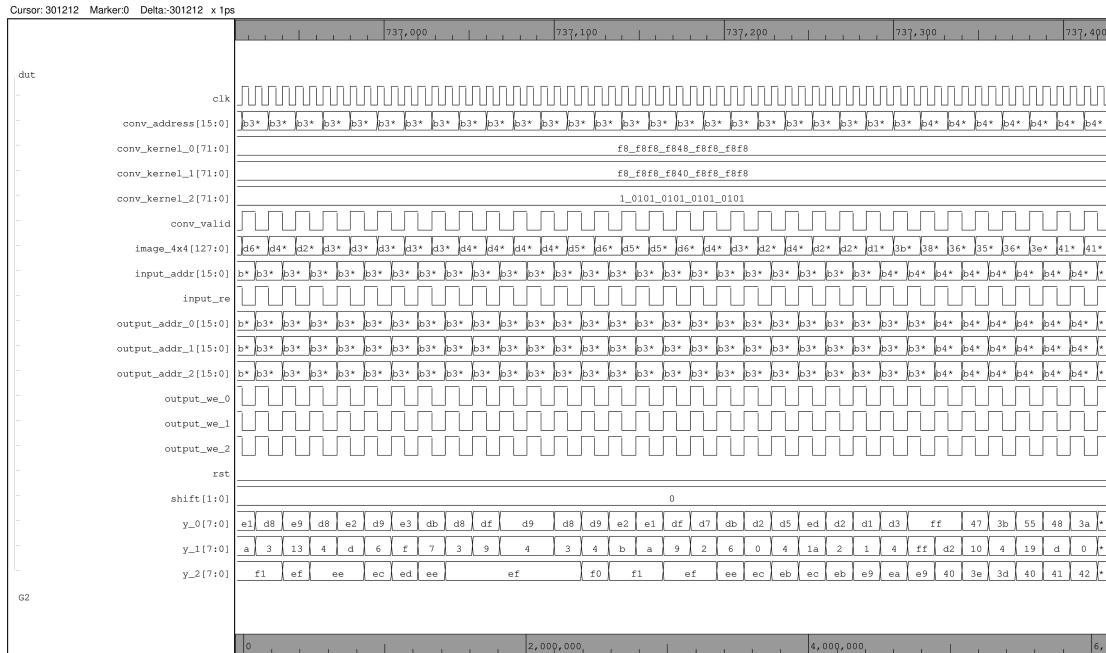 Cursor: 301212 Marker:0 Delta:-301212 x 1ps
737,000 737,100 737,200 737,300 737,400
dut
clk
conv_address[15:0] b3* b3* b3* b3* b3* b3* b3* b3* b3* b3* b3* b3* b3* b3* b3* b3* b3* b3* b3* b3* b3* b3* b3* b3* b3* b4* b4* b4* b4* b4* b4* b4*
conv_kernel_0[71:0] f8_f8f8_f848_f8f8_f8f8
conv_kernel_1[71:0] f8_f8f8_f840_f8f8_f8f8
conv_kernel_2[71:0] 1_0101_0101_0101_0101
conv_valid
image_4x4[127:0] d6* d4* d2* d3* d3* d3* d3* d4* d4* d3* d4* d4* d5* d6* d5* d5* d6* d4* d3* d2* d4* d2* d2* d1* 3b* 38* 36* 35* 36* 3e* 41* 41*
input_addr[15:0] b* b3* b3* b3* b3* b3* b3* b3* b3* b3* b3* b3* b3* b3* b3* b3* b3* b3* b3* b3* b3* b3* b3* b3* b4* b4* b4* b4* b4* b4* b4* b4* *
input_re
output_addr_0[15:0] b* b3* b3* b3* b3* b3* b3* b3* b3* b3* b3* b3* b3* b3* b3* b3* b3* b3* b3* b3* b3* b3* b3* b3* b3* b3* b4* b4* b4* b4* b4* b4* *
output_addr_1[15:0] b* b3* b3* b3* b3* b3* b3* b3* b3* b3* b3* b3* b3* b3* b3* b3* b3* b3* b3* b3* b3* b3* b3* b3* b3* b3* b4* b4* b4* b4* b4* b4* *
output_addr_2[15:0] b* b3* b3* b3* b3* b3* b3* b3* b3* b3* b3* b3* b3* b3* b3* b3* b3* b3* b3* b3* b3* b3* b3* b3* b3* b3* b4* b4* b4* b4* b4* b4* *
output_we_0
output_we_1
output_we_2
rst
shift[1:0] 0
y_0[7:0] e1 d8 e9 d8 e2 d9 e3 db d8 df d9 d8 d9 e2 e1 df d7 db d2 d5 ed d2 d1 d3 ff 47 3b 55 48 3a *
y_1[7:0] a 3 13 4 d 6 f 7 3 9 4 3 4 b a 9 2 6 0 4 1a 2 1 4 ff d2 10 4 19 d 0 *
y_2[7:0] f1 ef ee ec ed ee ef f0 f1 ef ee ec eb ec eb e9 ea e9 40 3e 3d 40 41 42 *
G2
0 2,000,000 4,000,000 6,